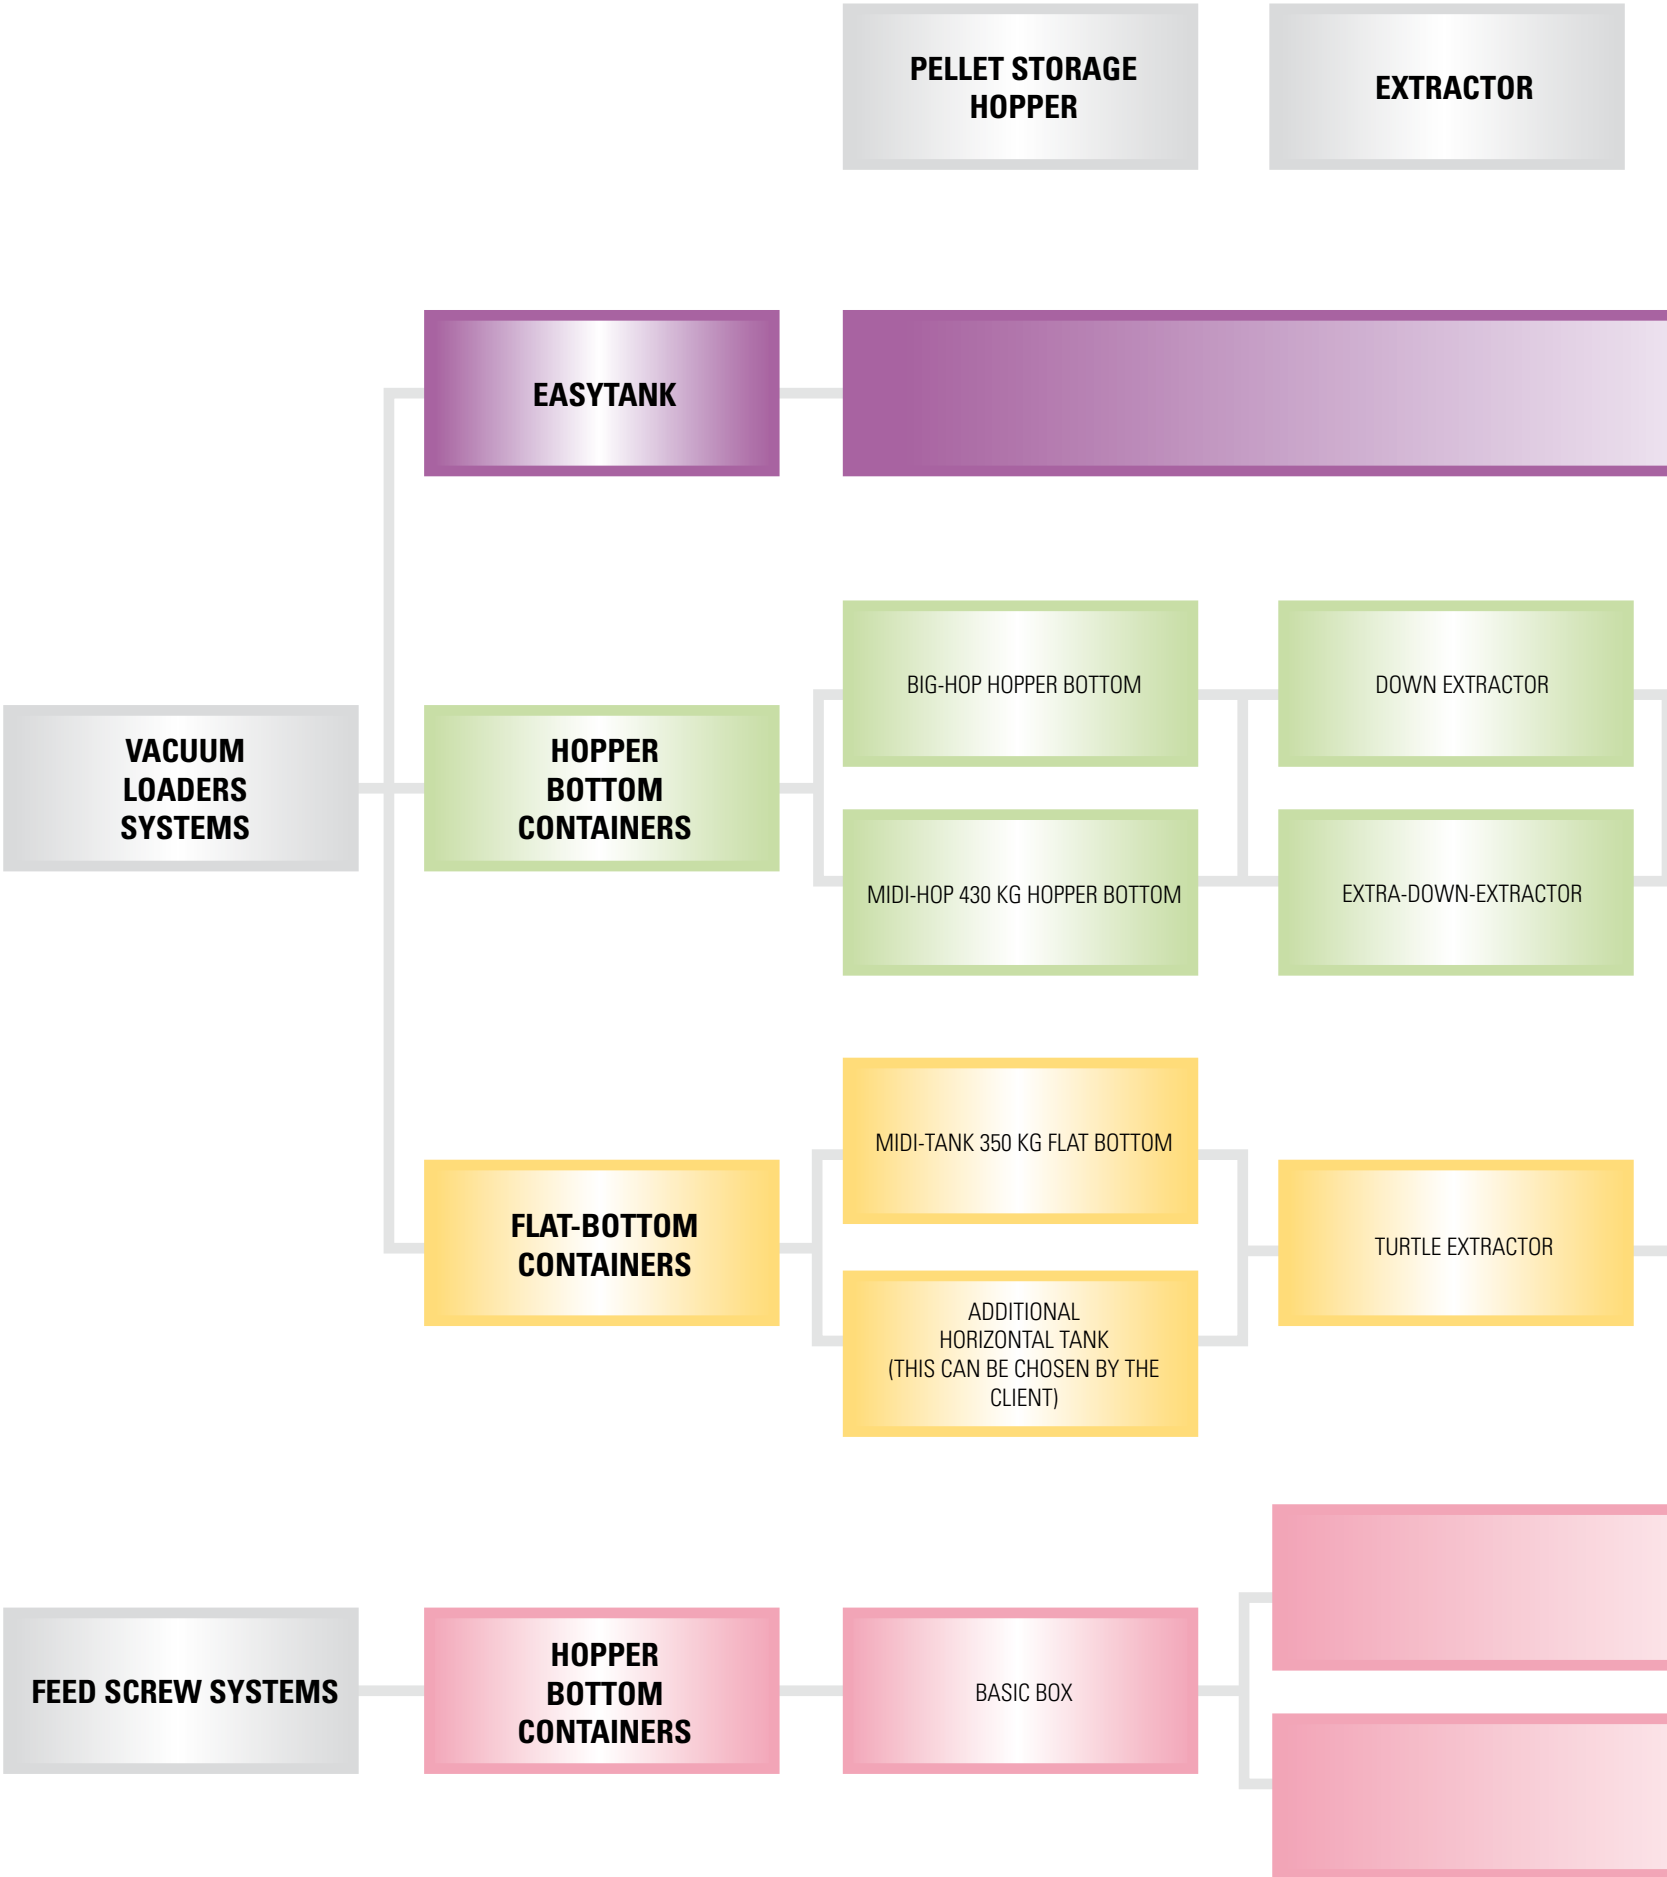 PELLET STORAGE
HOPPER
EXTRACTOR
EASYTANK
VACUUM
LOADERS
SYSTEMS
HOPPER
BOTTOM
CONTAINERS
BIG-HOP HOPPER BOTTOM
DOWN EXTRACTOR
MIDI-HOP 430 KG HOPPER BOTTOM
EXTRA-DOWN-EXTRACTOR
FLAT-BOTTOM
CONTAINERS
MIDI-TANK 350 KG FLAT BOTTOM
ADDITIONAL
HORIZONTAL TANK
(THIS CAN BE CHOSEN BY THE
CLIENT)
TURTLE EXTRACTOR
FEED SCREW SYSTEMS
HOPPER
BOTTOM
CONTAINERS
BASIC BOX